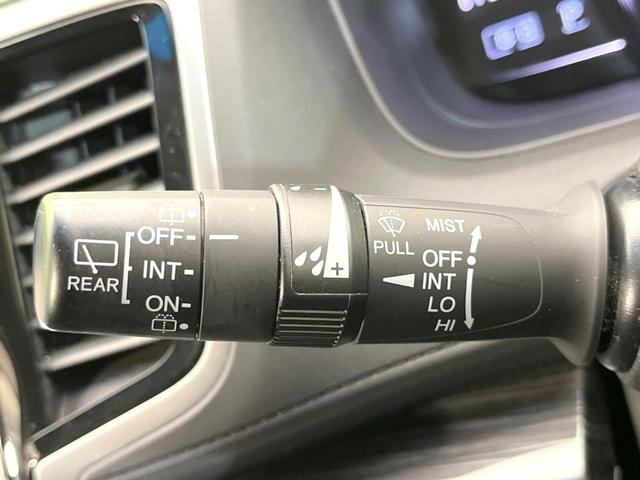 REAR
OFF
INT
ON
+
PULL
MIST
OFF
INT
LO
HI